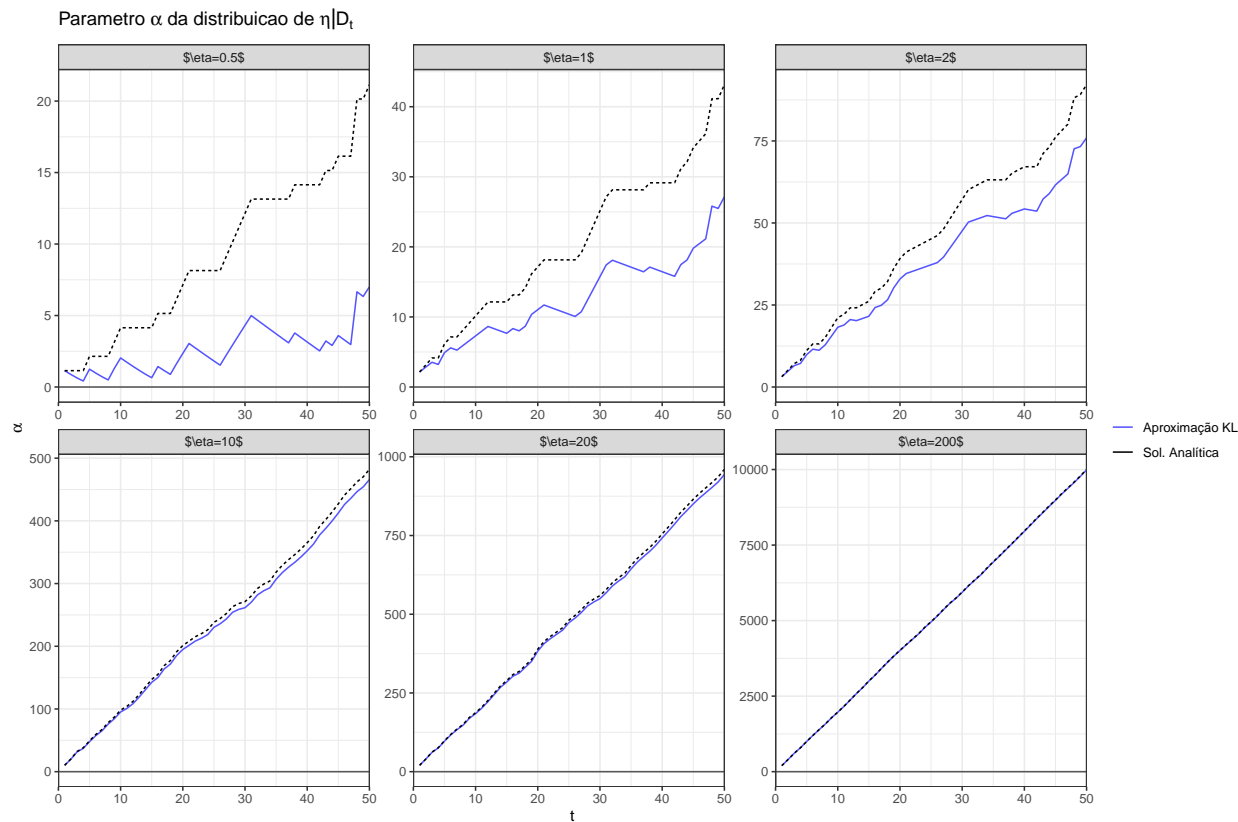 Parametro α da distribuicao de η|Dt
$\eta=0.5$ $\eta=1$ $\eta=2$
20
15
10
5
0
40
30
20
10
0
75
50
25
0
0 10 20 30 40 50
0 10 20 30 40 50
0 10 20 30 40 50
α
$\eta=10$ $\eta=20$ $\eta=200$
500
400
300
200
100
0
1000
750
500
250
0
10000
7500
5000
2500
0
0 10 20 30 40 50
0 10 20 30 40 50
0 10 20 30 40 50
t
Aproximação KL
Sol. Analítica